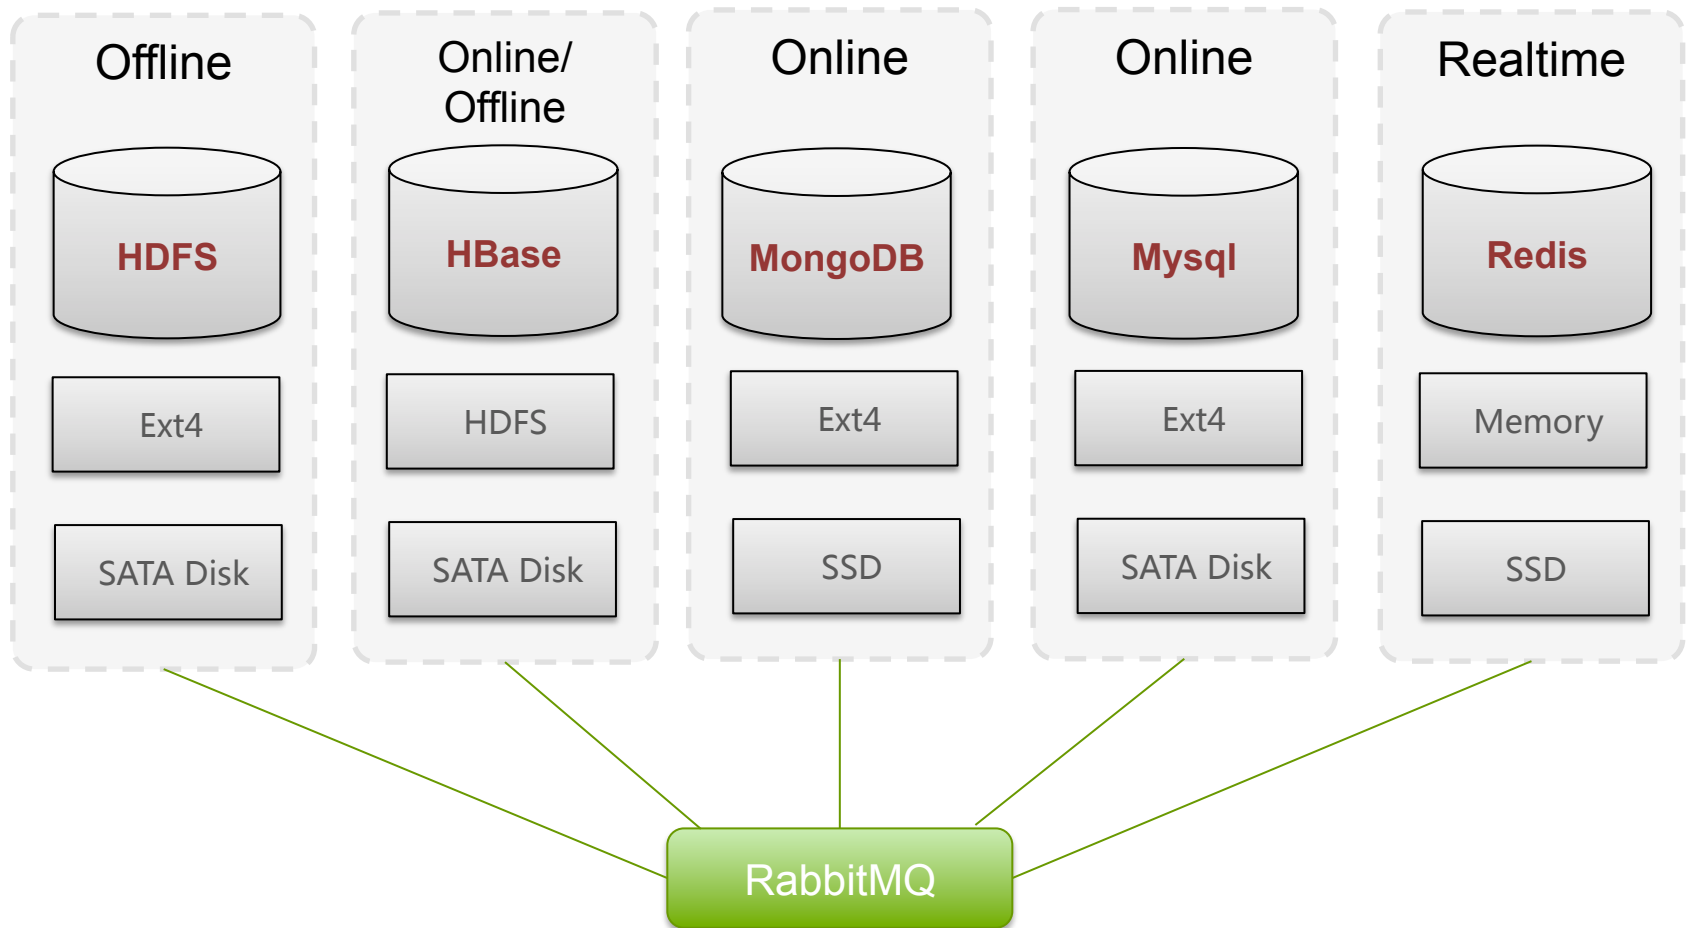 Offline
HDFS
Ext4
SATA Disk
Online/
Offline
HBase
HDFS
SATA Disk
Online
MongoDB
Ext4
SSD
Online
Mysql
Ext4
SATA Disk
Realtime
Redis
Memory
SSD
RabbitMQ